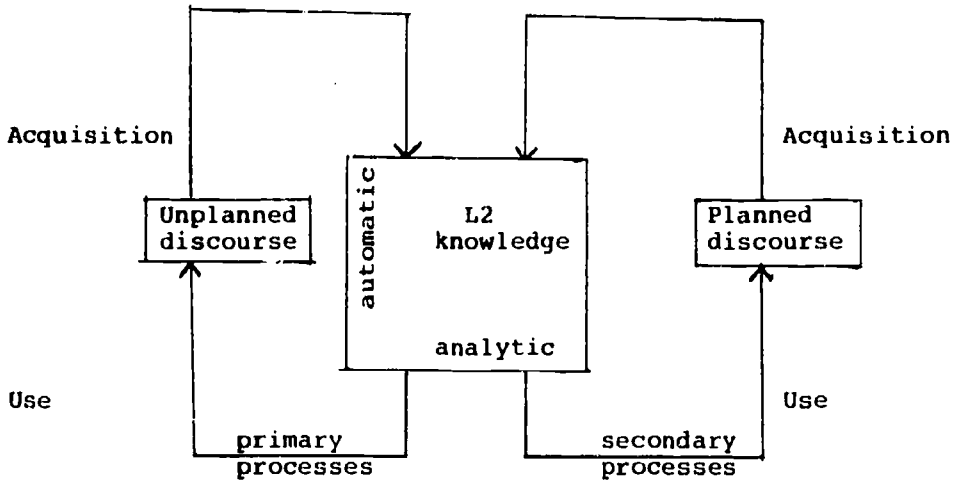 Acquisition
Acquisition
automatic
Unplanned
discourse
L2
knowledge
Planned
discourse
analytic
Use
Use
primary
processes
secondary
processes